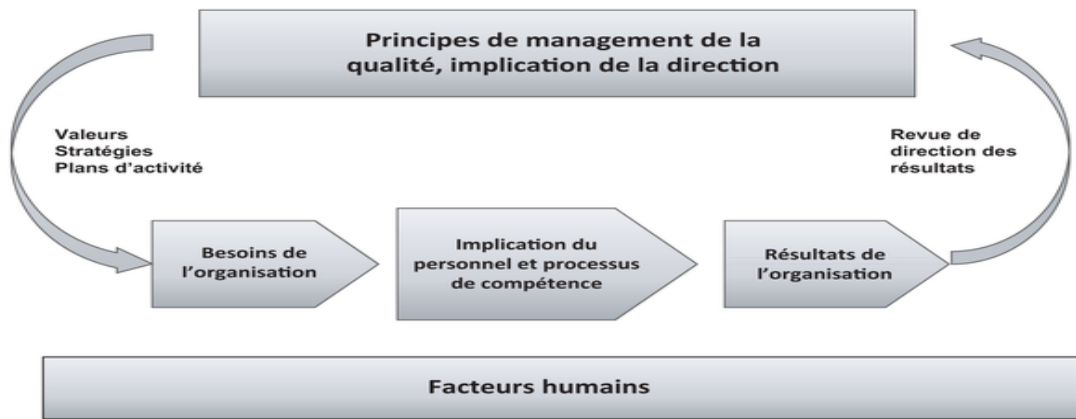 Principes de management de la
qualité, implication de la direction
Valeurs
Stratégies
Plans d'activité
Revue de
direction des
résultats
Besoins de
l'organisation
Implication du
personnel et processus
de compétence
Résultats de
l'organisation
Facteurs humains